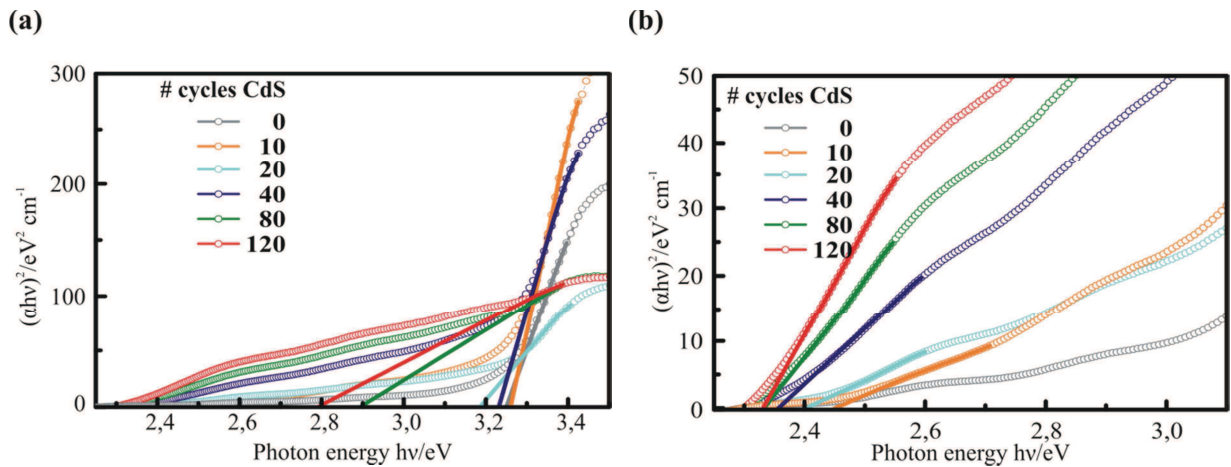 (a)
300
200
100
0
(αhν)²/eV² cm⁻¹
# cycles CdS
0
10
20
40
80
120
2,4 2,6 2,8 3,0 3,2 3,4
Photon energy hν/eV
(b)
50
40
30
20
10
0
(αhν)²/eV² cm⁻¹
# cycles CdS
0
10
20
40
80
120
2,4 2,6 2,8 3,0
Photon energy hν/eV